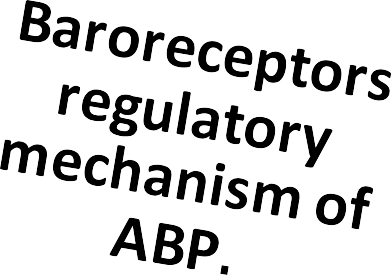 Baroreceptors
regulatory
mechanism of
ABP.